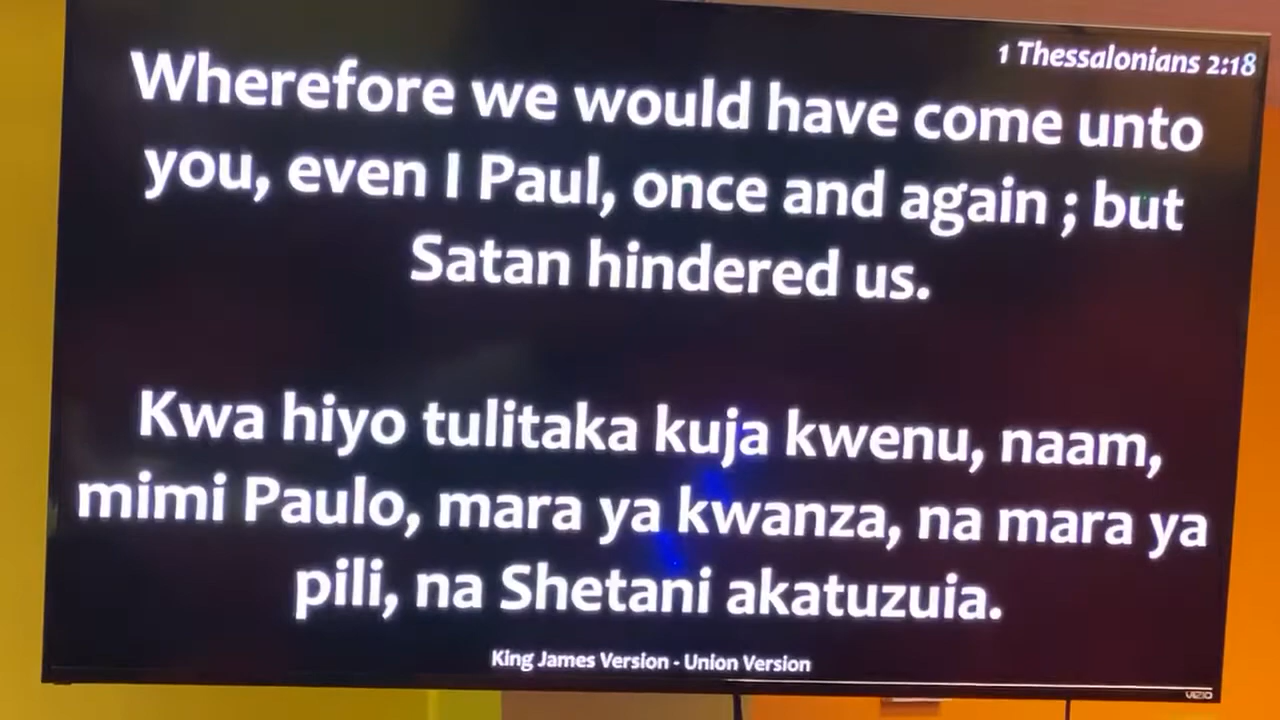 1 Thessalonians 2:18
Wherefore we would have come unto
you, even I Paul, once and again ; but
Satan hindered us.
Kwa hiyo tulitaka kuja kwenu, naam,
mimi Paulo, mara ya kwanza, na mara ya
pili, na Shetani akatuzuia.
King James Version - Union Version
VIZIO